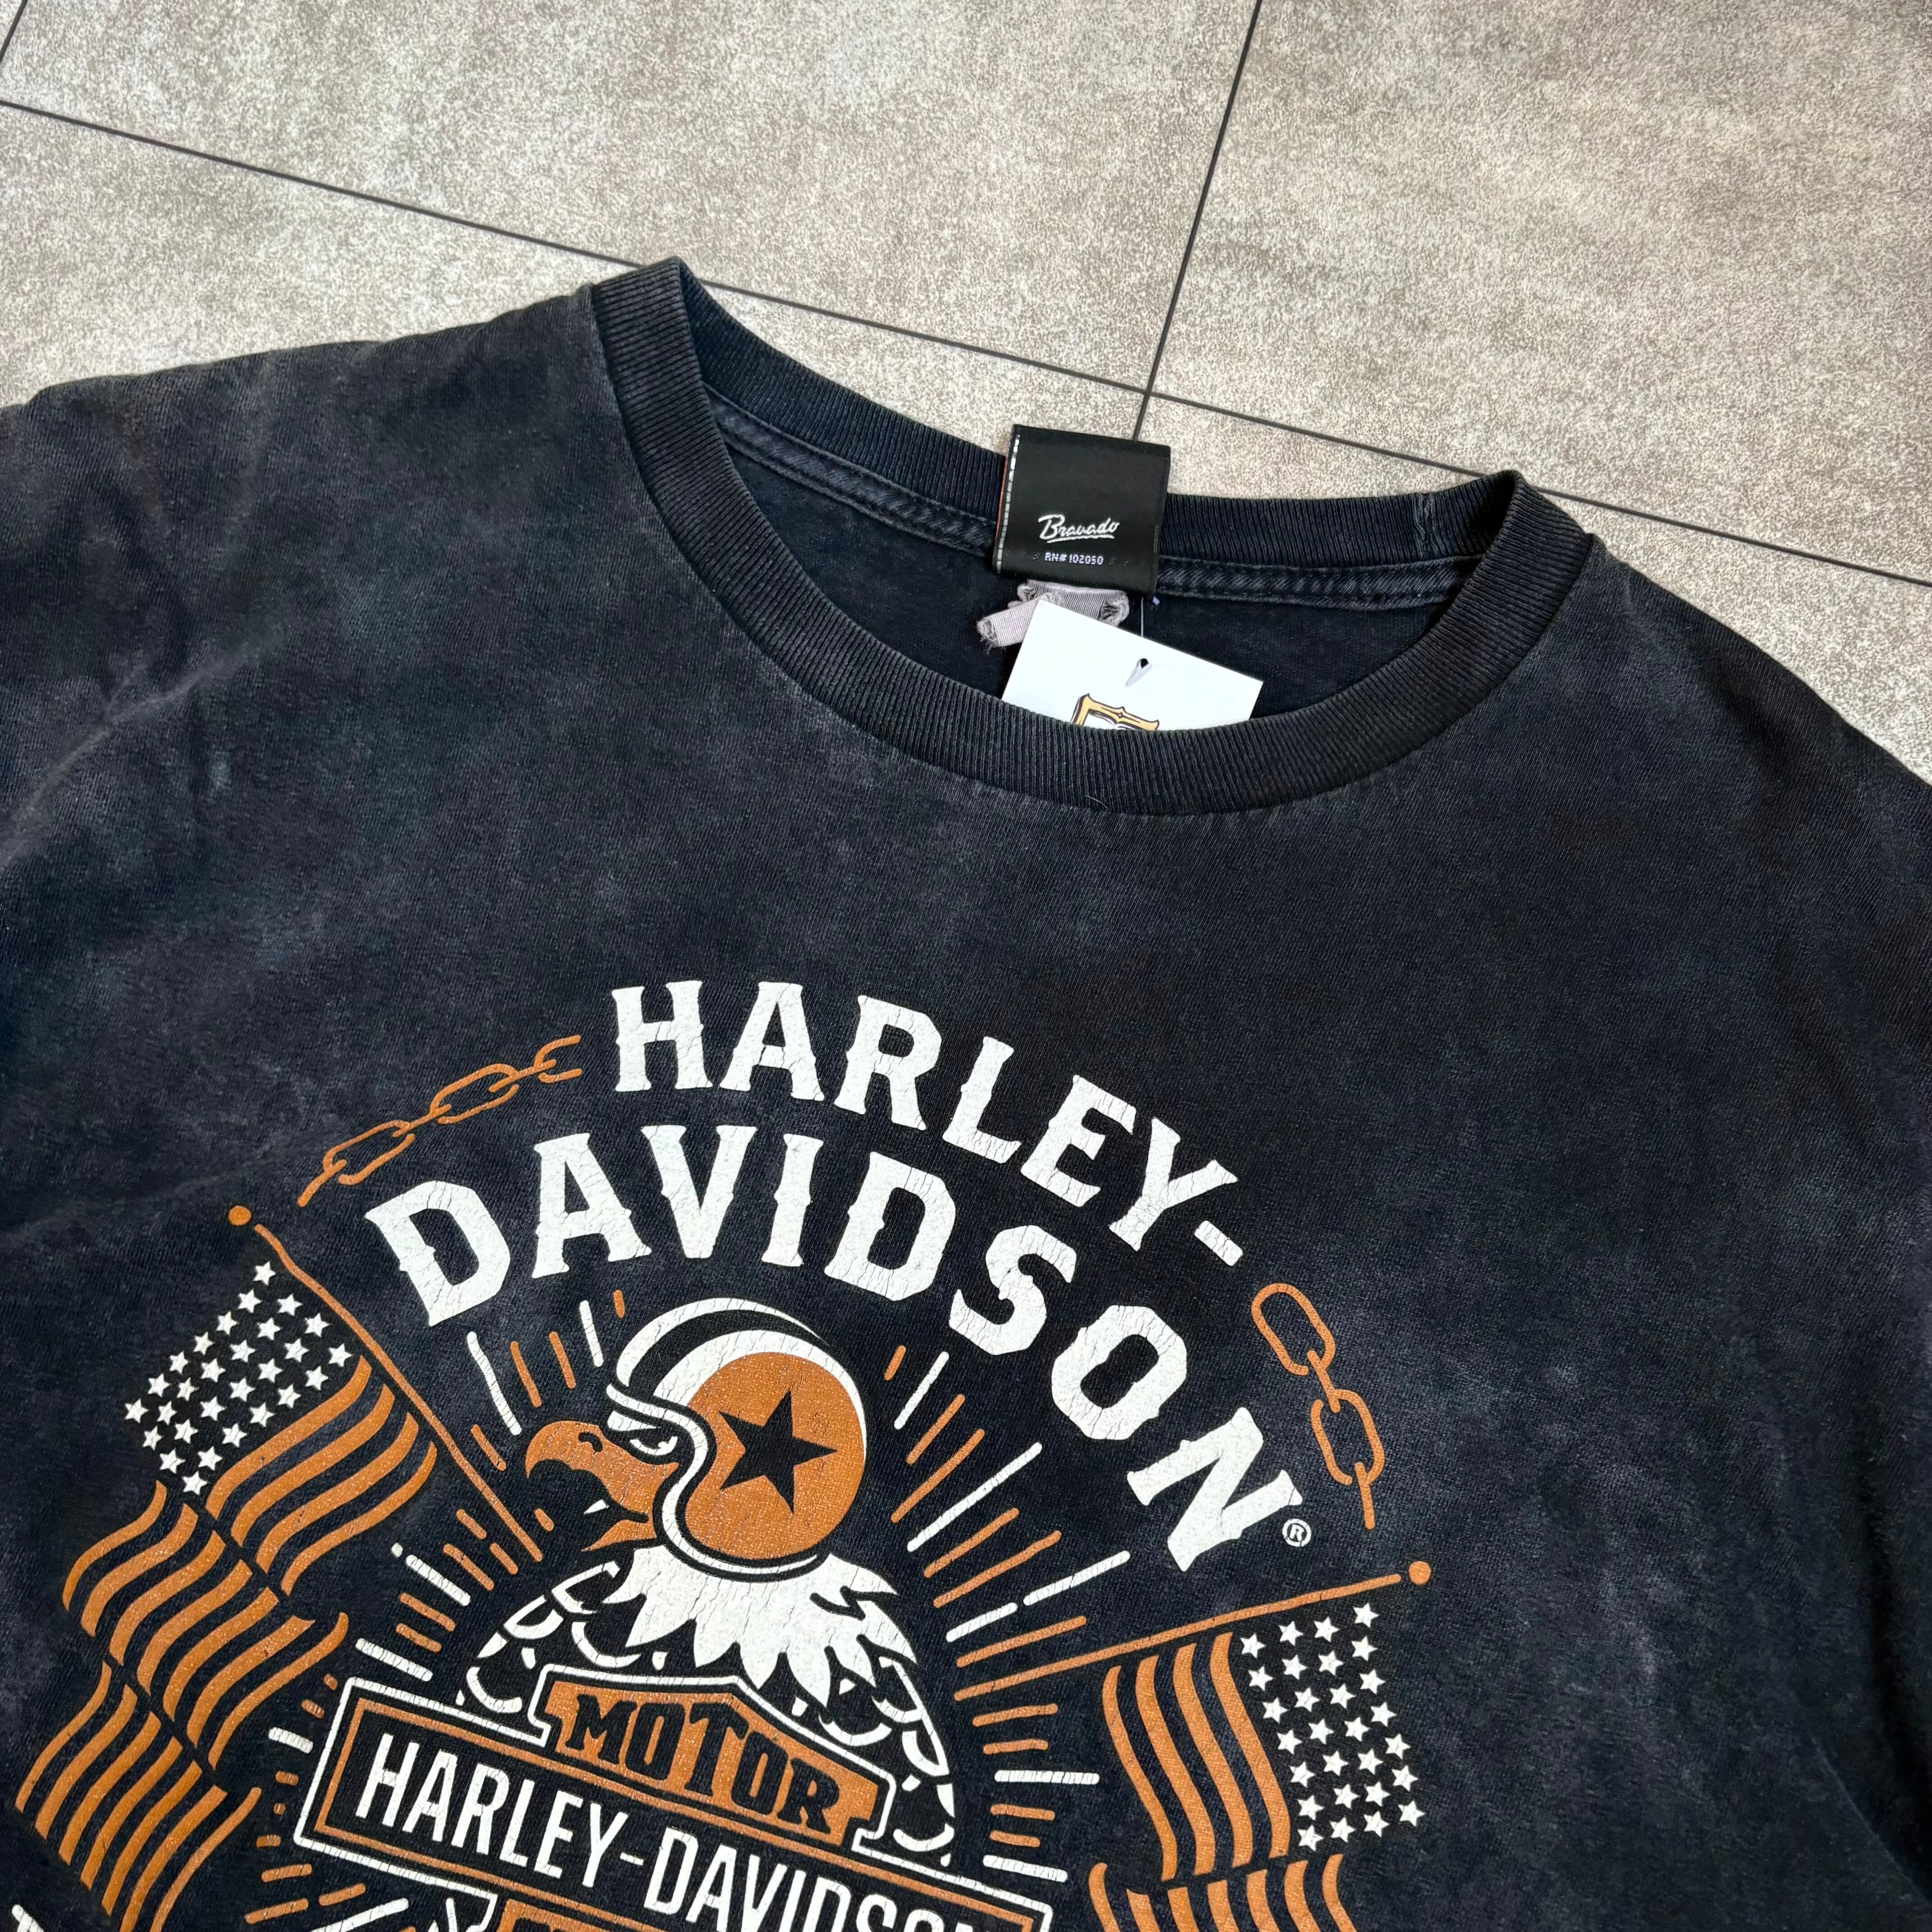 Bravado
RN# 102050
HARLEY-
DAVIDSON®
MOTOR
HARLEY-DAVIDSON